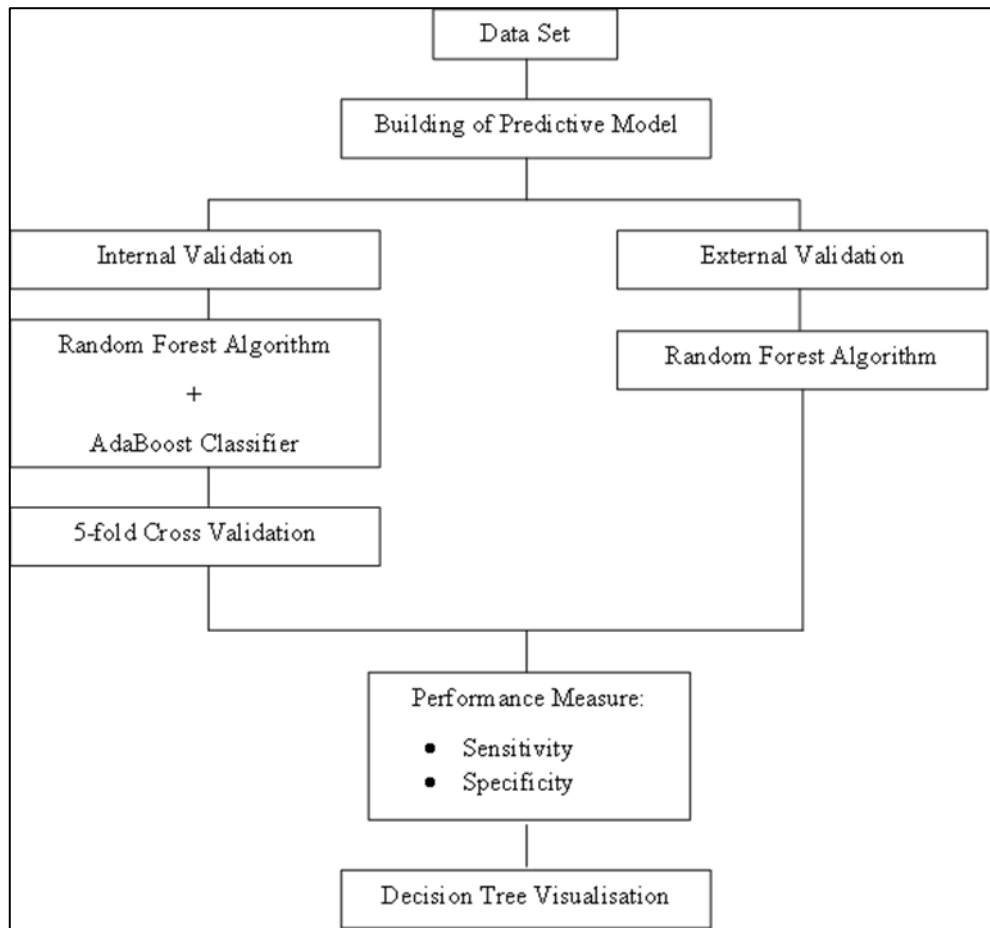 Data Set
Building of Predictive Model
Internal Validation
External Validation
Random Forest Algorithm
+
AdaBoost Classifier
Random Forest Algorithm
5-fold Cross Validation
Performance Measure:
• Sensitivity
• Specificity
Decision Tree Visualisation